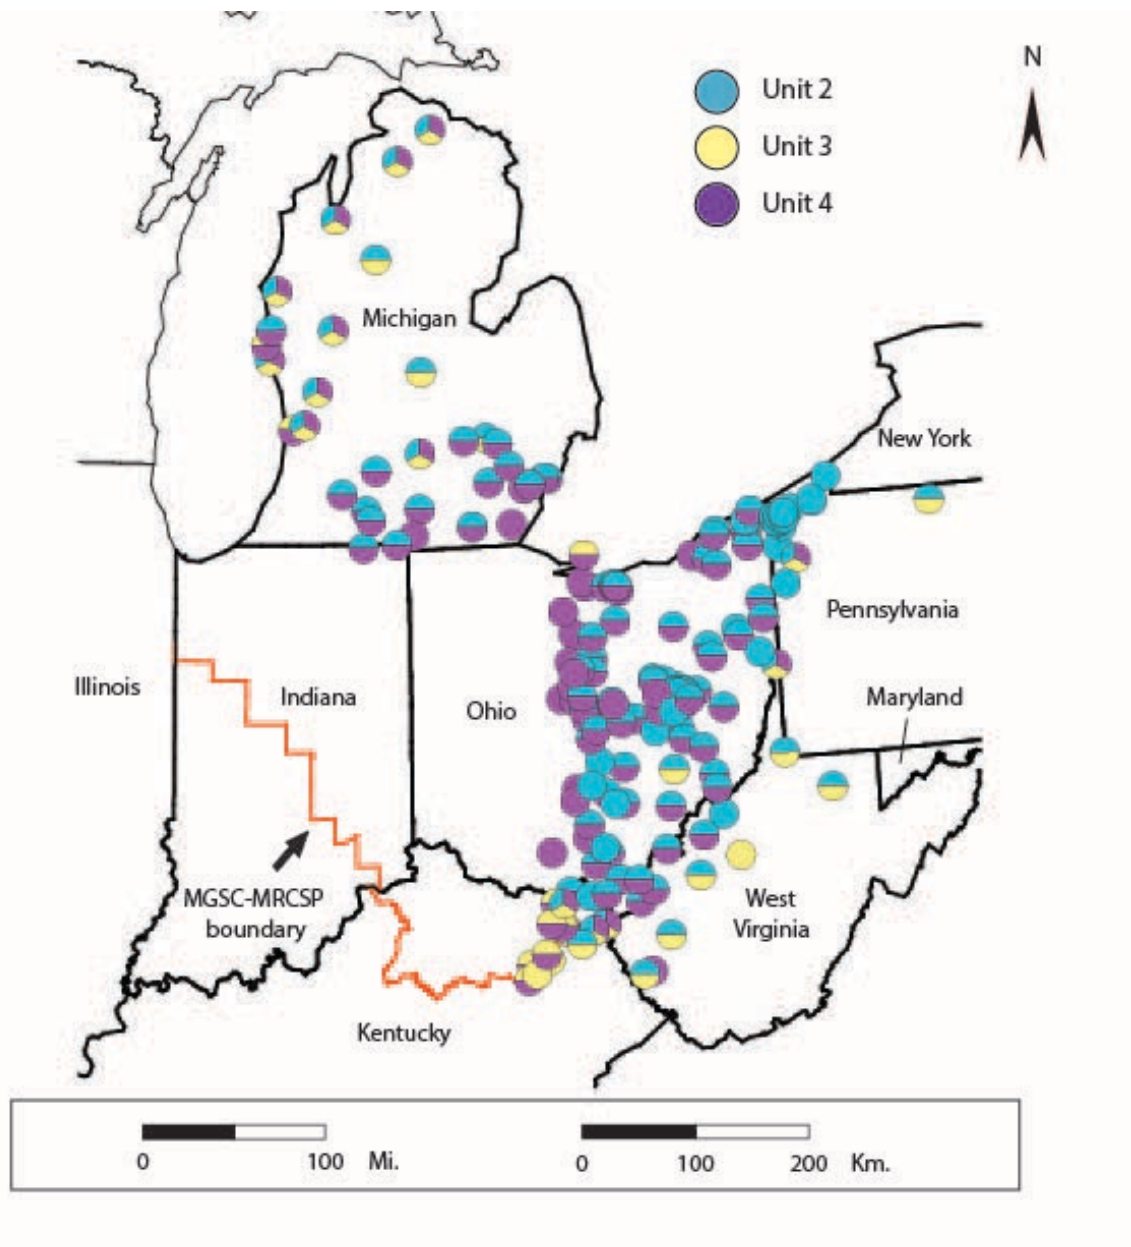 N
Unit 2
Unit 3
Unit 4
Michigan
New York
Pennsylvania
Illinois
Indiana
Ohio
Maryland
MGSC-MRCSP
boundary
West
Virginia
Kentucky
0 100 Mi.
0 100 200 Km.